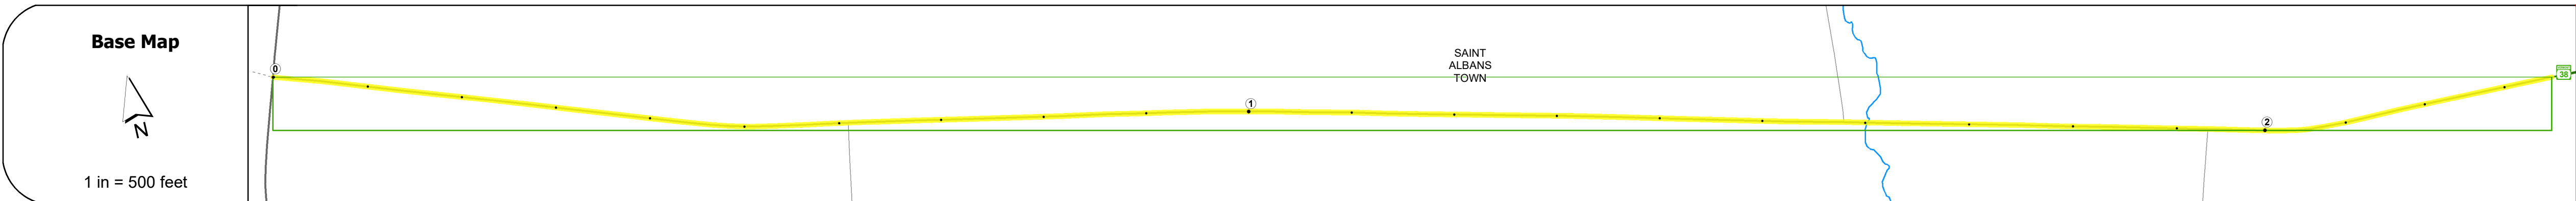 Base Map
N
1 in = 500 feet
0
1
SAINT
ALBANS
TOWN
2
38